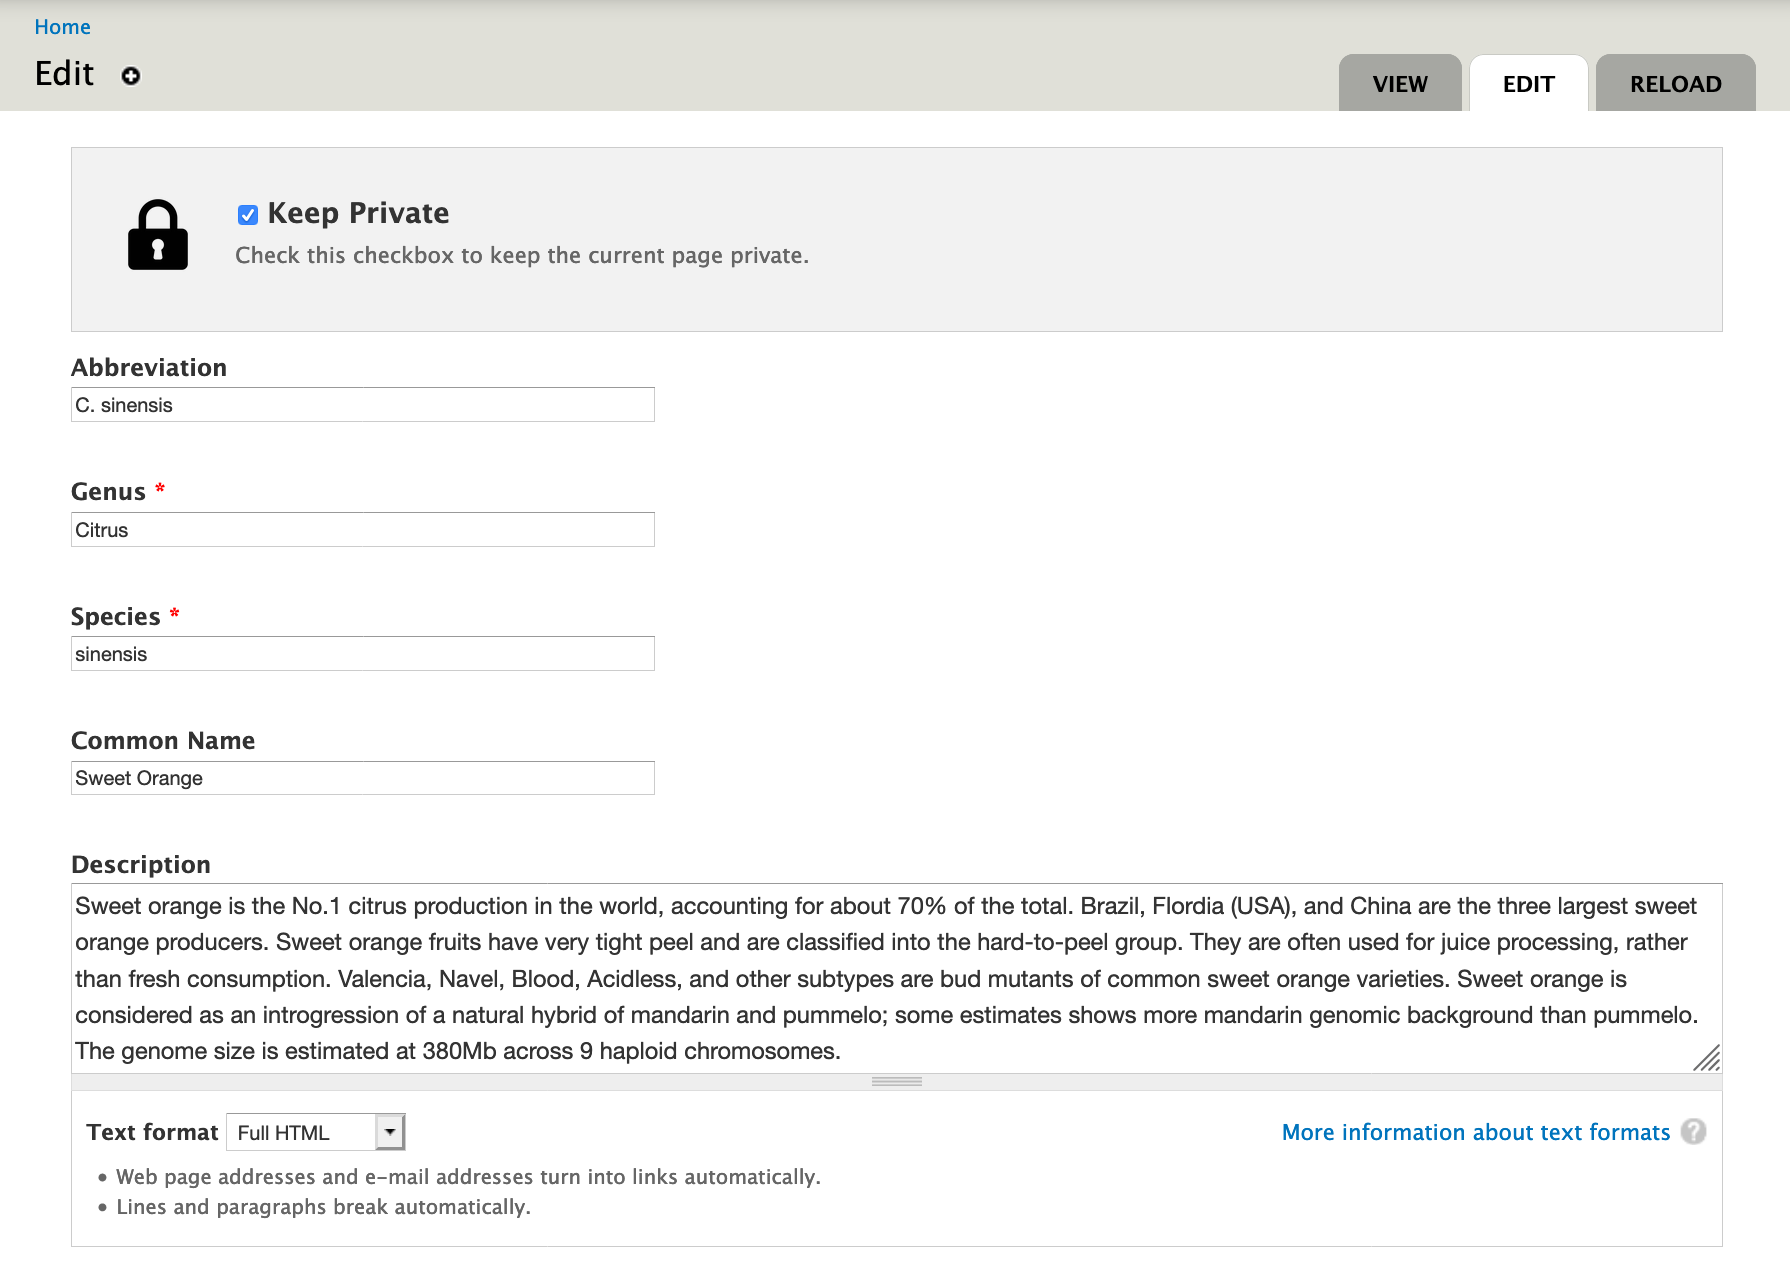 Home
Edit
VIEW
EDIT
RELOAD
Keep Private
Check this checkbox to keep the current page private.
Abbreviation
C. sinensis
Genus *
Citrus
Species *
sinensis
Common Name
Sweet Orange
Description
Sweet orange is the No.1 citrus production in the world, accounting for about 70% of the total. Brazil, Flordia (USA), and China are the three largest sweet
orange producers. Sweet orange fruits have very tight peel and are classified into the hard-to-peel group. They are often used for juice processing, rather
than fresh consumption. Valencia, Navel, Blood, Acidless, and other subtypes are bud mutants of common sweet orange varieties. Sweet orange is
considered as an introgression of a natural hybrid of mandarin and pummelo; some estimates shows more mandarin genomic background than pummelo.
The genome size is estimated at 380Mb across 9 haploid chromosomes.
Text format Full HTML
More information about text formats ?
• Web page addresses and e-mail addresses turn into links automatically.
• Lines and paragraphs break automatically.